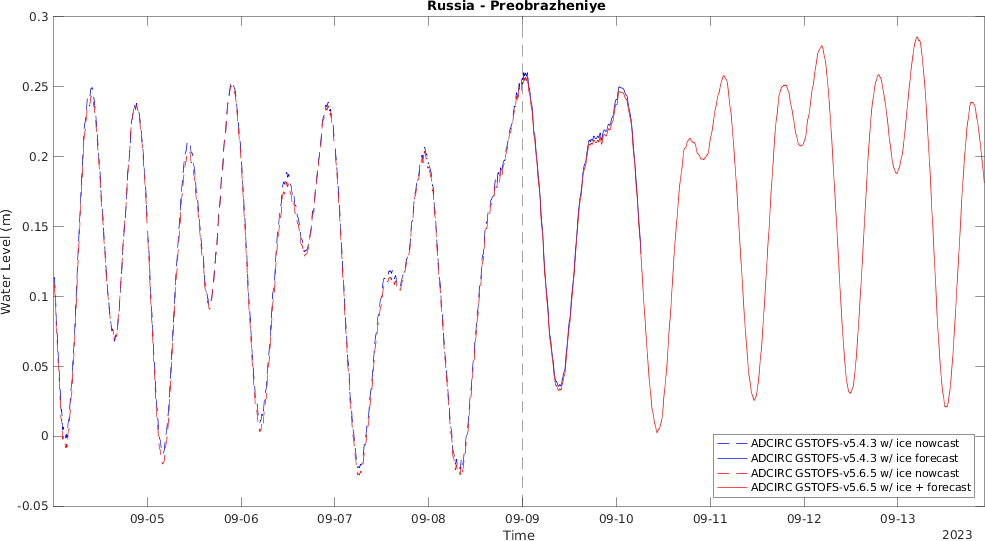 Russia - Preobrazheniye
0.3
0.25
0.2
0.15
0.1
0.05
0
-0.05
Water Level (m)
09-05 09-06 09-07 09-08 09-09 09-10 09-11 09-12 09-13
Time
2023
ADCIRC GSTOFS-v5.4.3 w/ ice nowcast
ADCIRC GSTOFS-v5.4.3 w/ ice forecast
ADCIRC GSTOFS-v5.6.5 w/ ice nowcast
ADCIRC GSTOFS-v5.6.5 w/ ice + forecast